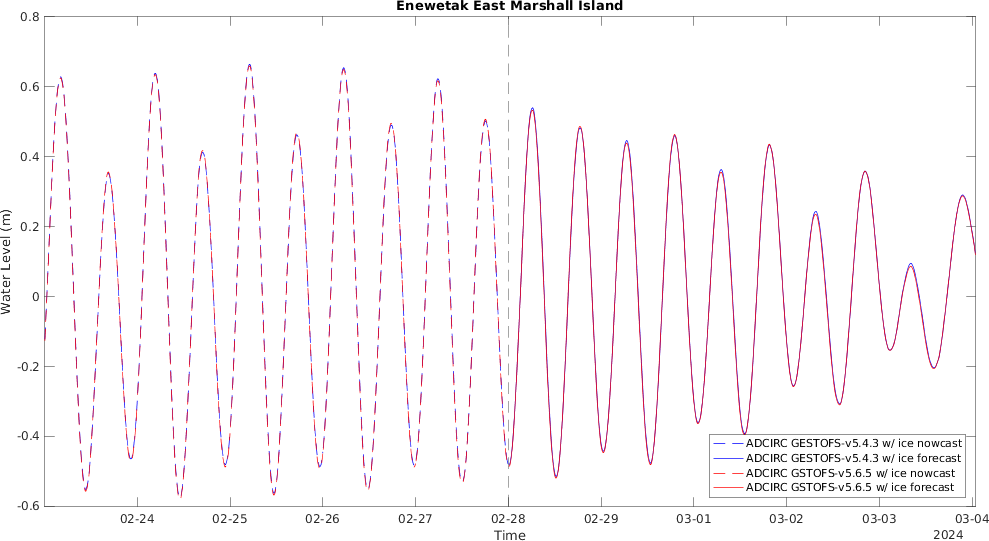 Enewetak East Marshall Island
0.8
0.6
0.4
0.2
0
-0.2
-0.4
-0.6
Water Level (m)
ADCIRC GESTOFS-v5.4.3 w/ ice nowcast
ADCIRC GESTOFS-v5.4.3 w/ ice forecast
ADCIRC GSTOFS-v5.6.5 w/ ice nowcast
ADCIRC GSTOFS-v5.6.5 w/ ice forecast
02-24 02-25 02-26 02-27 02-28 02-29 03-01 03-02 03-03 03-04
Time
2024